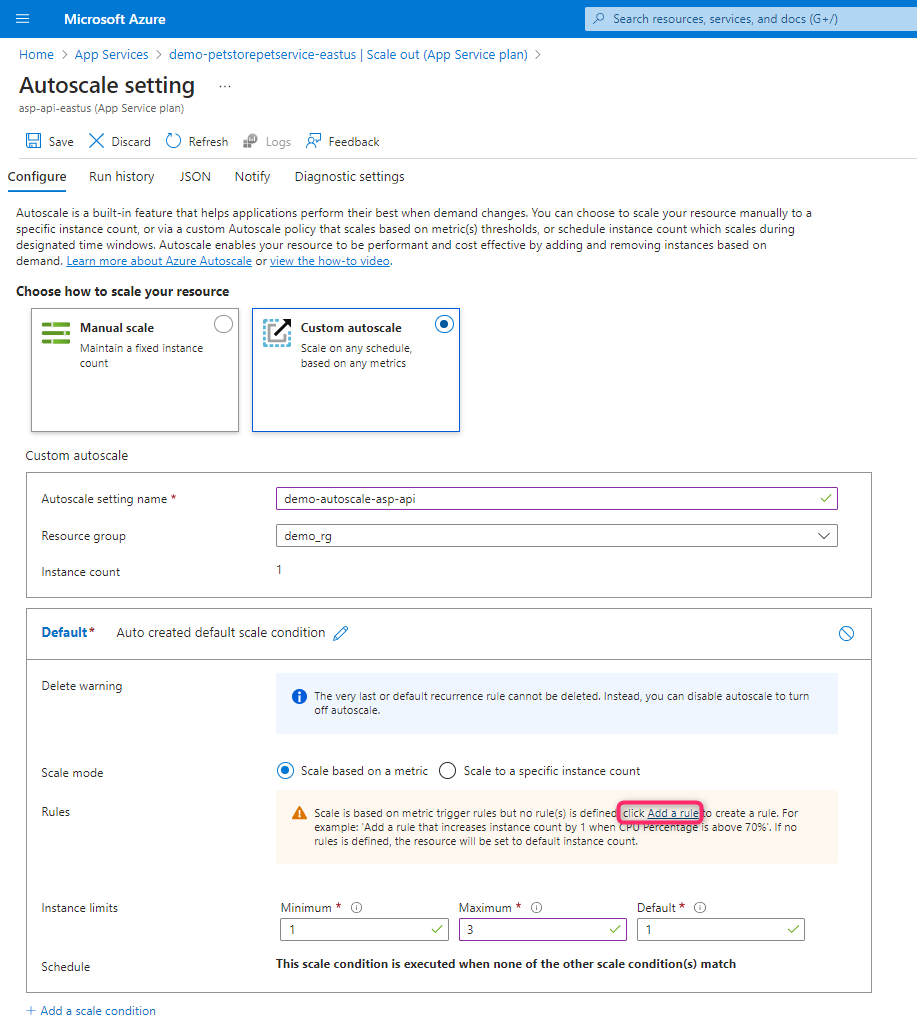 Microsoft Azure
Search resources, services, and docs (G+/)
Home > App Services > demo-petstorepetservice-eastus | Scale out (App Service plan) >
Autoscale setting ...
asp-api-eastus (App Service plan)
Save Discard Refresh Logs Feedback
Configure Run history JSON Notify Diagnostic settings
Autoscale is a built-in feature that helps applications perform their best when demand changes. You can choose to scale your resource manually to a
specific instance count, or via a custom Autoscale policy that scales based on metric(s) thresholds, or schedule instance count which scales during
designated time windows. Autoscale enables your resource to be performant and cost effective by adding and removing instances based on
demand. Learn more about Azure Autoscale or view the how-to video.
Choose how to scale your resource
Manual scale
Maintain a fixed instance
count
Custom autoscale
Scale on any schedule,
based on any metrics
Custom autoscale
Autoscale setting name * demo-autoscale-asp-api
Resource group demo_rg
Instance count 1
Default* Auto created default scale condition
Delete warning
The very last or default recurrence rule cannot be deleted. Instead, you can disable autoscale to turn
off autoscale.
Scale mode Scale based on a metric Scale to a specific instance count
Rules
Scale is based on metric trigger rules but no rule(s) is defined click Add a rule to create a rule. For
example: 'Add a rule that increases instance count by 1 when CPU Percentage is above 70%'. If no
rules is defined, the resource will be set to default instance count.
Instance limits Minimum * Maximum * Default *
1 3 1
Schedule This scale condition is executed when none of the other scale condition(s) match
+ Add a scale condition